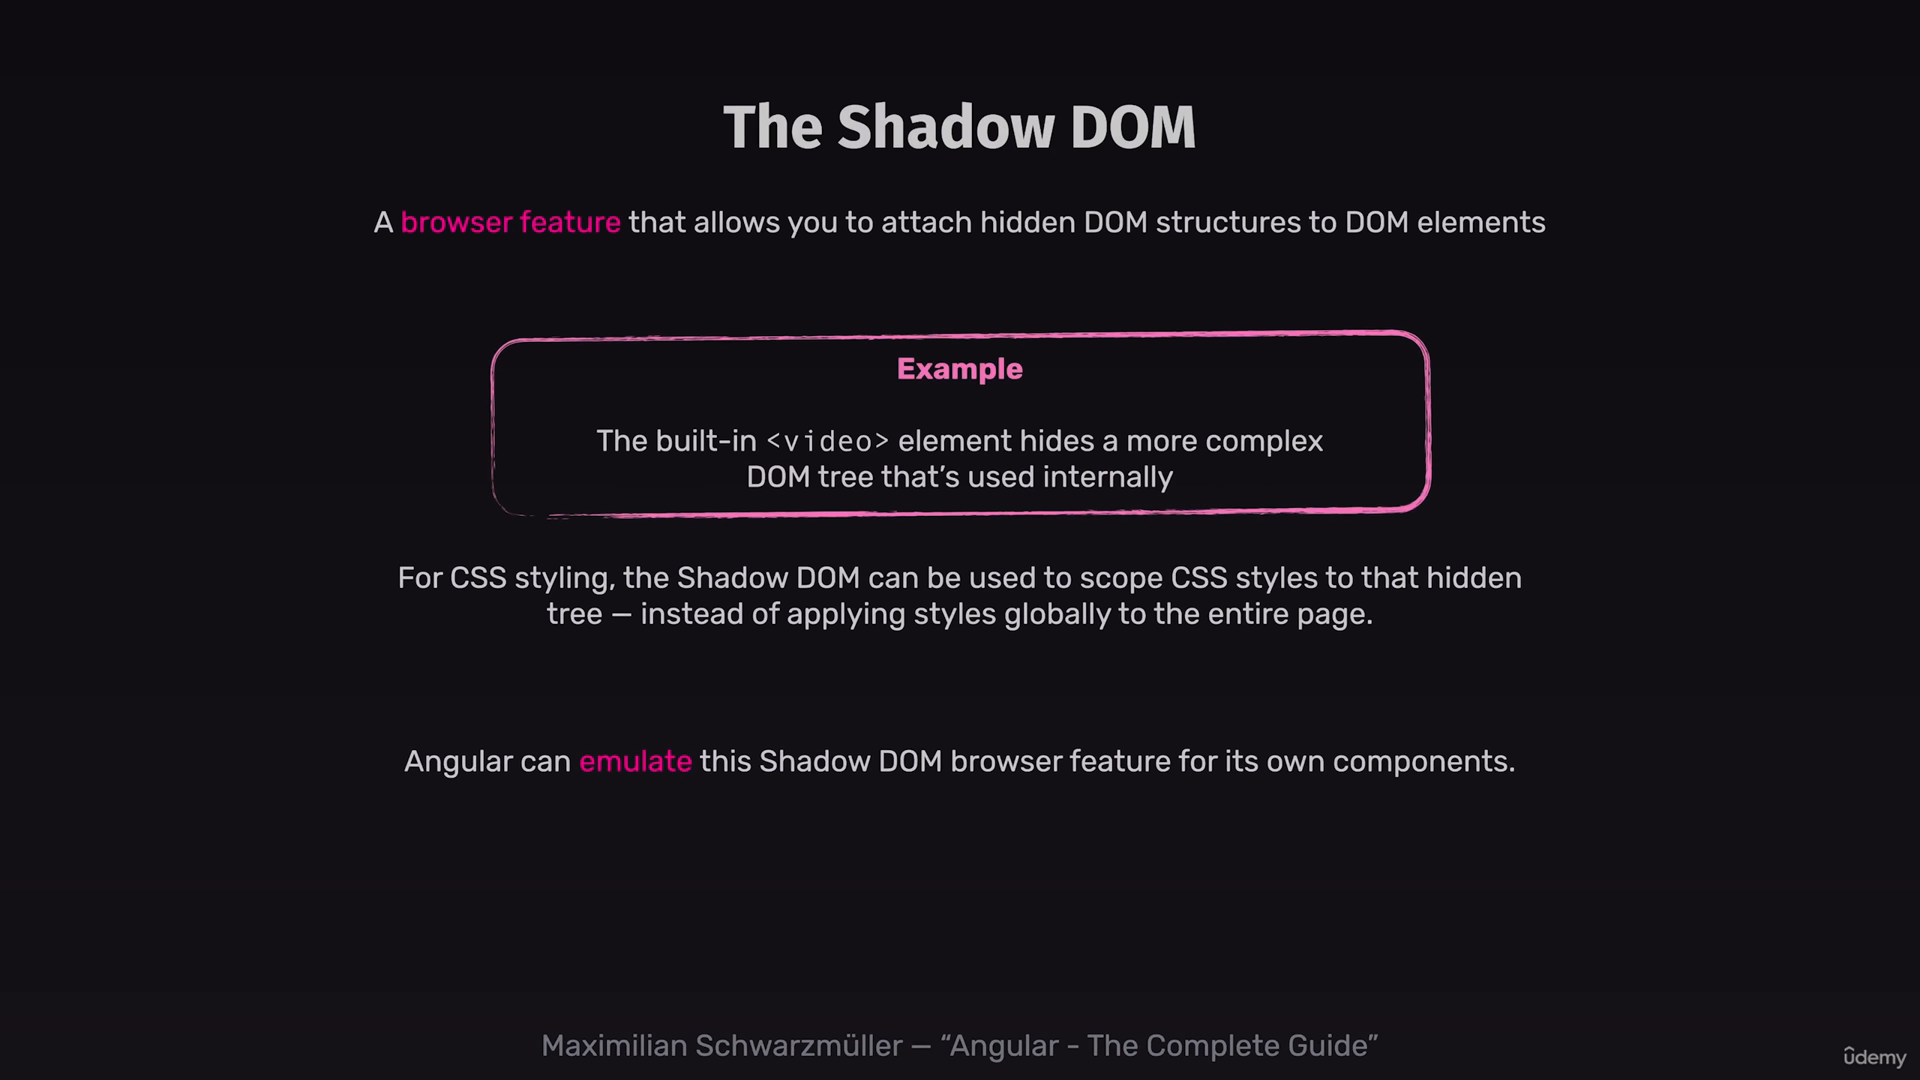 The Shadow DOM
A browser feature that allows you to attach hidden DOM structures to DOM elements
Example
The built-in <video> element hides a more complex
DOM tree that’s used internally
For CSS styling, the Shadow DOM can be used to scope CSS styles to that hidden
tree — instead of applying styles globally to the entire page.
Angular can emulate this Shadow DOM browser feature for its own components.
Maximilian Schwarzmüller — “Angular - The Complete Guide”
ûdemy